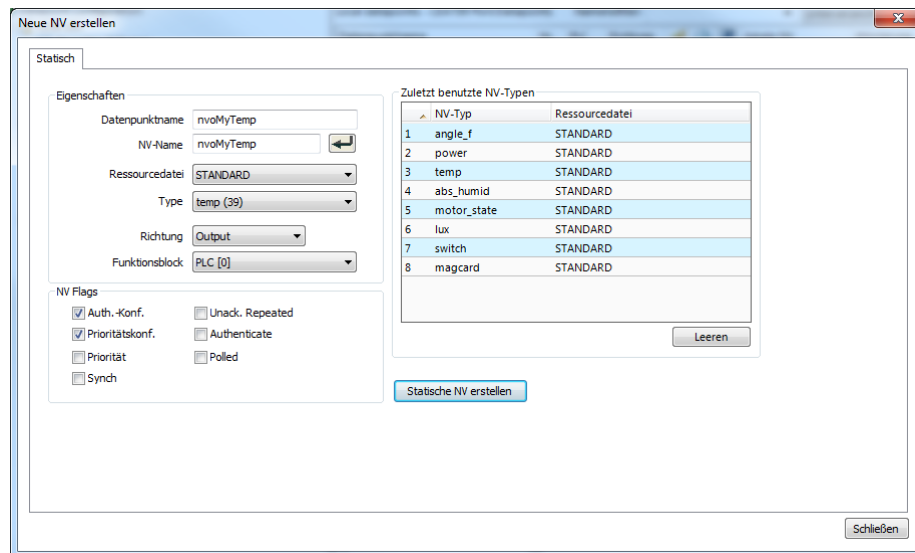 Neue NV erstellen
Statisch
Eigenschaften
Datenpunktname nvoMyTemp
NV-Name nvoMyTemp
Ressourcedatei STANDARD
Type temp (39)
Richtung Output
Funktionsblock PLC [0]
NV Flags
Auth.-Konf. Unack. Repeated
Prioritätskonf. Authenticate
Priorität Polled
Synch
Zuletzt benutzte NV-Typen
NV-Typ Ressourcedatei
1 angle_f STANDARD
2 power STANDARD
3 temp STANDARD
4 abs_humid STANDARD
5 motor_state STANDARD
6 lux STANDARD
7 switch STANDARD
8 magcard STANDARD
Leeren
Statische NV erstellen
Schließen